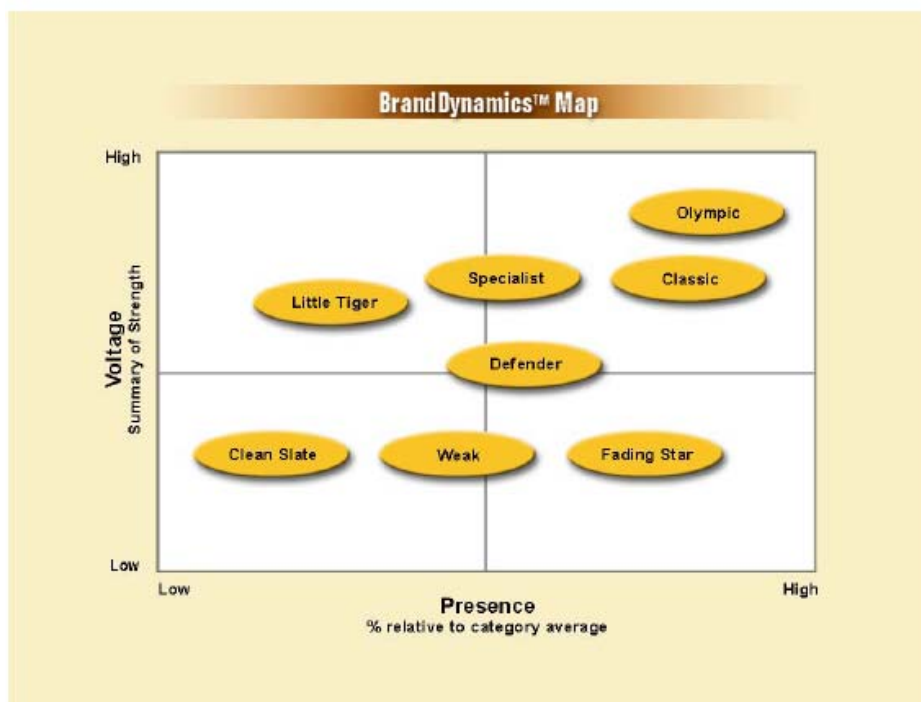 BrandDynamics™ Map
High
Olympic
Specialist
Classic
Little Tiger
Voltage
Summary of Strength
Defender
Clean Slate
Weak
Fading Star
Low
Low
High
Presence
% relative to category average